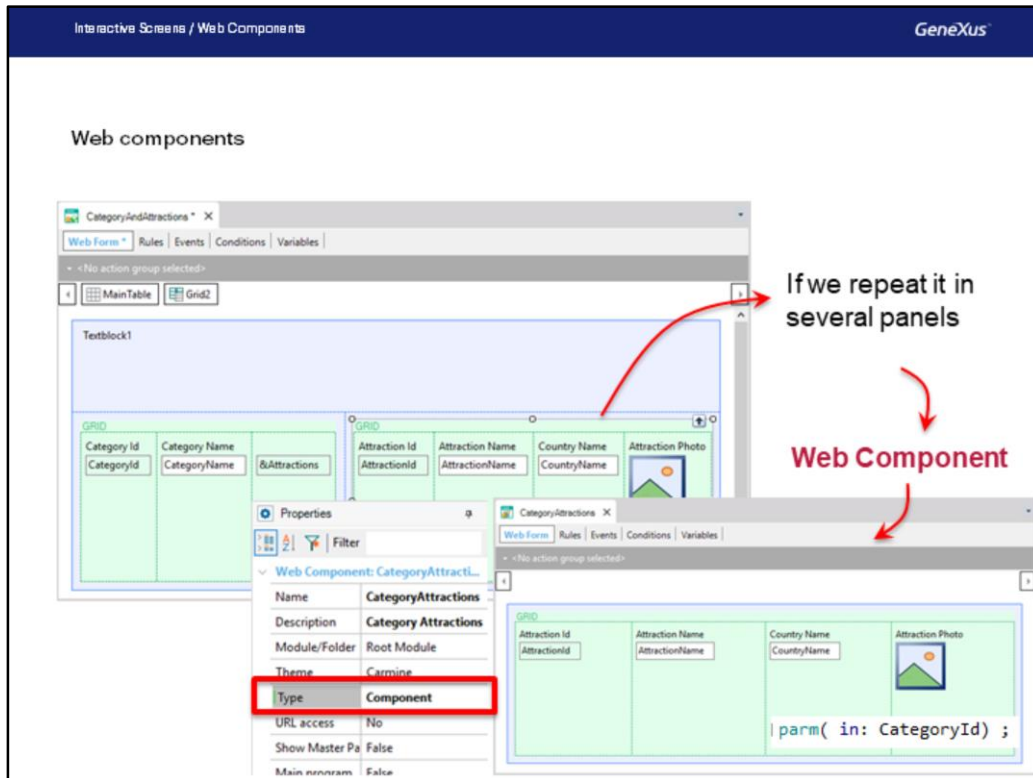 Interactive Screens / Web Components
GeneXus
Web components
CategoryAndAttractions *
Web Form * Rules Events Conditions Variables
<No action group selected>
MainTable Grid2
Textblock1
GRID
Category Id Category Name
CategoryId CategoryName &Attractions
GRID
Attraction Id Attraction Name Country Name Attraction Photo
AttractionId AttractionName CountryName
If we repeat it in
several panels
Web Component
Properties
Filter
Web Component: CategoryAttracti...
Name CategoryAttractions
Description Category Attractions
Module/Folder Root Module
Theme Carmine
Type Component
URL access No
Show Master Pa False
Main program False
CategoryAttractions
Web Form Rules Events Conditions Variables
<No action group selected>
GRID
Attraction Id Attraction Name Country Name Attraction Photo
AttractionId AttractionName CountryName
parm( in: CategoryId) ;